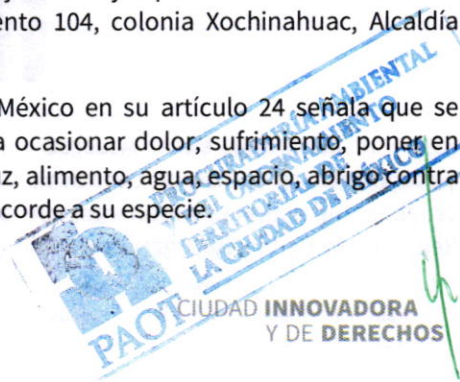 ento 104, colonia Xochinahuac, Alcaldía
México en su artículo 24 señala que se
a ocasionar dolor, sufrimiento, poner en
z, alimento, agua, espacio, abrigo contra
corde a su especie.
PROCURADURÍA AMBIENTAL
Y DEL ORDENAMIENTO
TERRITORIAL DE
LA CIUDAD DE MÉXICO
PAOT
CIUDAD INNOVADORA
Y DE DERECHOS